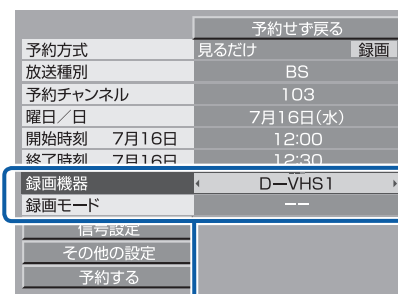 予約せず戻る
予約方式 見るだけ 録画
放送種別 BS
予約チャンネル 103
曜日／日 7月16日(水)
開始時刻 7月16日 12:00
終了時刻 7月16日 12:30
録画機器 D－VHS1
録画モード －－
信号設定
その他の設定
予約する